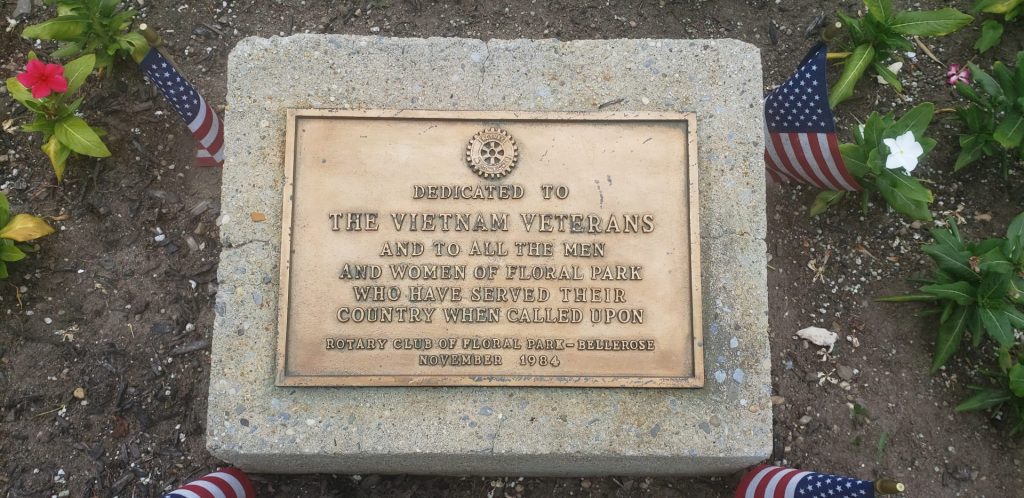 DEDICATED TO
THE VIETNAM VETERANS
AND TO ALL THE MEN
AND WOMEN OF FLORAL PARK
WHO HAVE SERVED THEIR
COUNTRY WHEN CALLED UPON
ROTARY CLUB OF FLORAL PARK-BELLEROSE
NOVEMBER 1984